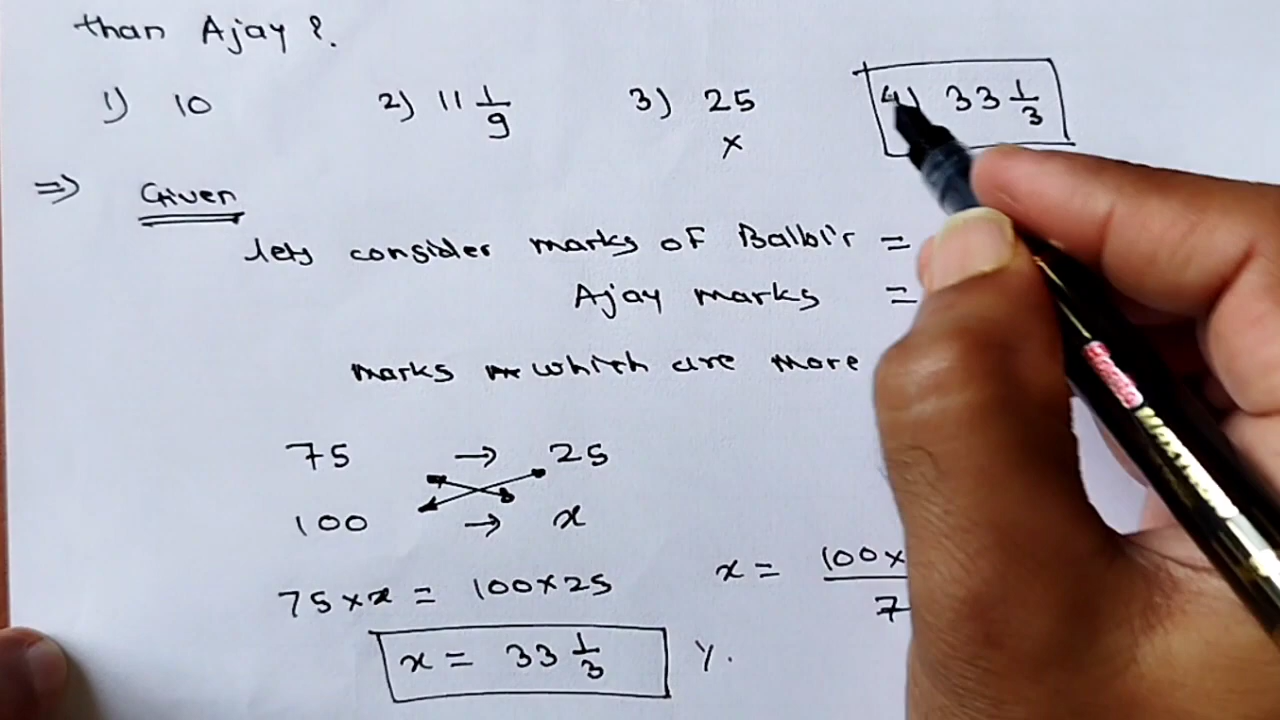 than Ajay ?.
1) 10 2) 11 1/9 3) 25 4) 33 1/3
x
=> Given
lets consider marks of Balbir =
Ajay marks =
marks which are more
75 → 25
100 → x
75 × x = 100 × 25 x = 100 ×
7
x = 33 1/3 %.